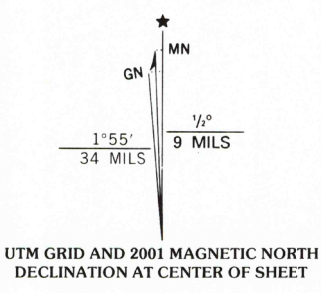 MN
GN
1°55′
34 MILS
½°
9 MILS
UTM GRID AND 2001 MAGNETIC NORTH
DECLINATION AT CENTER OF SHEET